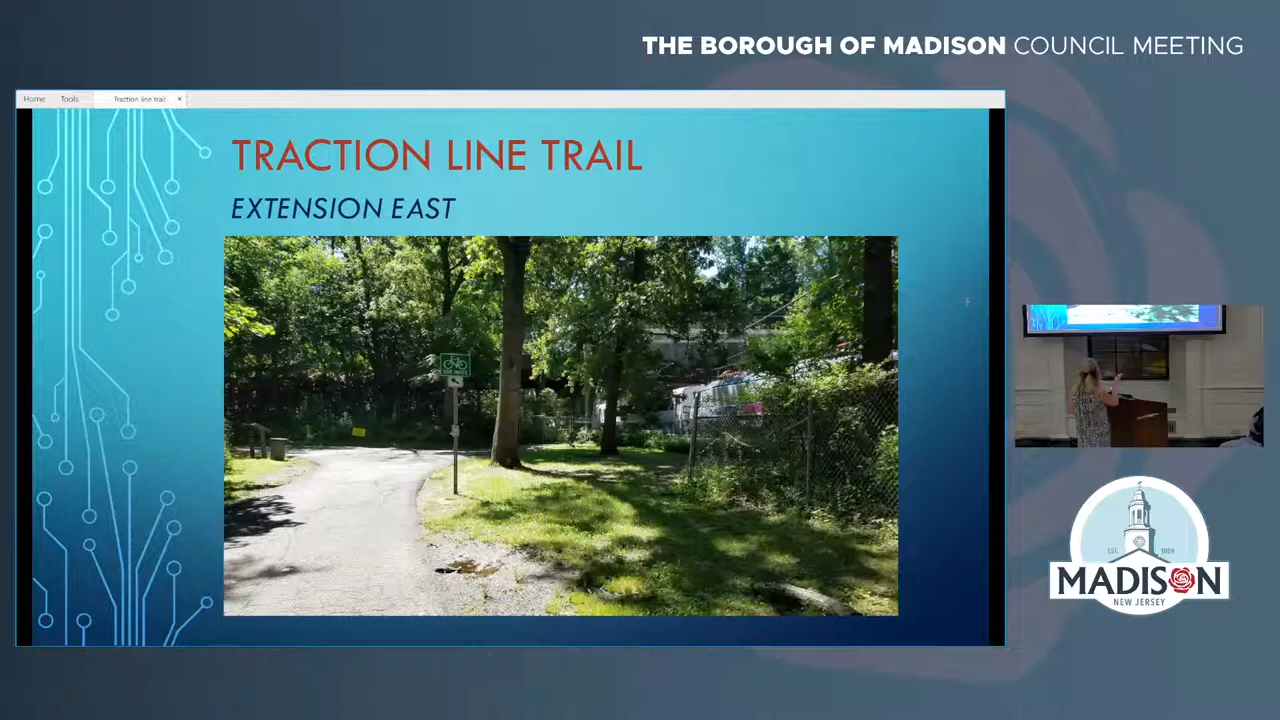 THE BOROUGH OF MADISON COUNCIL MEETING
Home Tools Traction line trail ×
TRACTION LINE TRAIL
EXTENSION EAST
EST. 1889
MADISON
NEW JERSEY